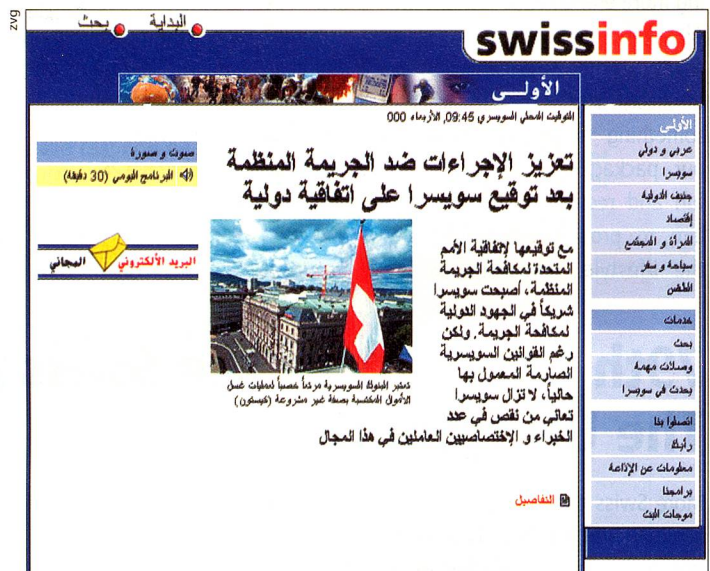 zvg
البداية
بحث
swissinfo
الأولى
التوقيت المحلي السويسري 09:45, الأربعاء 000
الأولى
عربي و دولي
سويسرا
جنيف الدولية
إقتصاد
المرأة و المجتمع
سياحة و سفر
الطقس
خدمات
بحث
وصلات مهمة
يحدث في سويسرا
اتصلوا بنا
رأيك
معلومات عن الإذاعة
برامجنا
موجات البث
تعزيز الإجراءات ضد الجريمة المنظمة
بعد توقيع سويسرا على اتفاقية دولية
مع توقيعها لإتفاقية الأمم
المتحدة لمكافحة الجريمة
المنظمة، أصبحت سويسرا
شريكاً في الجهود الدولية
لمكافحة الجريمة. ولكن
رغم القوانين السويسرية
الصارمة المعمول بها
حالياً، لا تزال سويسرا
تعاني من نقص في عدد
الخبراء و الإختصاصيين العاملين في هذا المجال
تعتبر البنوك السويسرية مرتعاً خصباً لعمليات غسل
الأموال المكتسبة بصفة غير مشروعة (كيستون)
التفاصيل
صوت و صورة
البرنامج اليومي (30 دقيقة)
البريد الألكتروني المجاني